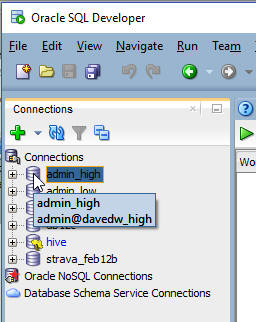 Oracle SQL Developer
File Edit View Navigate Run Team
Connections
Wo
Connections
admin_high
admin_low
admin_high
admin@davedw_high
hive
strava_feb12b
Oracle NoSQL Connections
Database Schema Service Connections